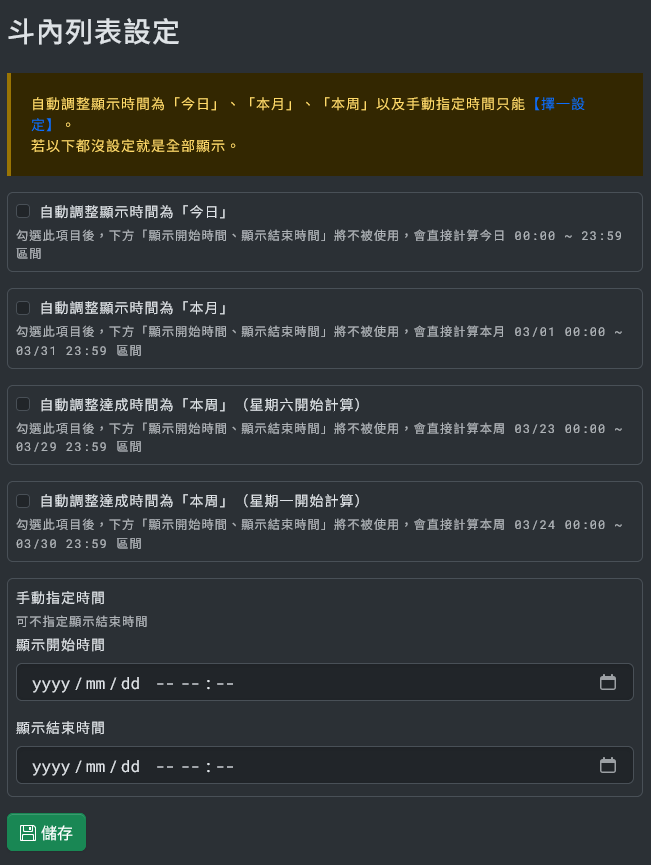 斗內列表設定
自動調整顯示時間為「今日」、「本月」、「本周」以及手動指定時間只能【擇一設
定】。
若以下都沒設定就是全部顯示。
自動調整顯示時間為「今日」
勾選此項目後，下方「顯示開始時間、顯示結束時間」將不被使用，會直接計算今日 00:00 ~ 23:59
區間
自動調整顯示時間為「本月」
勾選此項目後，下方「顯示開始時間、顯示結束時間」將不被使用，會直接計算本月 03/01 00:00 ~
03/31 23:59 區間
自動調整達成時間為「本周」（星期六開始計算）
勾選此項目後，下方「顯示開始時間、顯示結束時間」將不被使用，會直接計算本周 03/23 00:00 ~
03/29 23:59 區間
自動調整達成時間為「本周」（星期一開始計算）
勾選此項目後，下方「顯示開始時間、顯示結束時間」將不被使用，會直接計算本周 03/24 00:00 ~
03/30 23:59 區間
手動指定時間
可不指定顯示結束時間
顯示開始時間
yyyy/mm/dd -- --:--
顯示結束時間
yyyy/mm/dd -- --:--
儲存